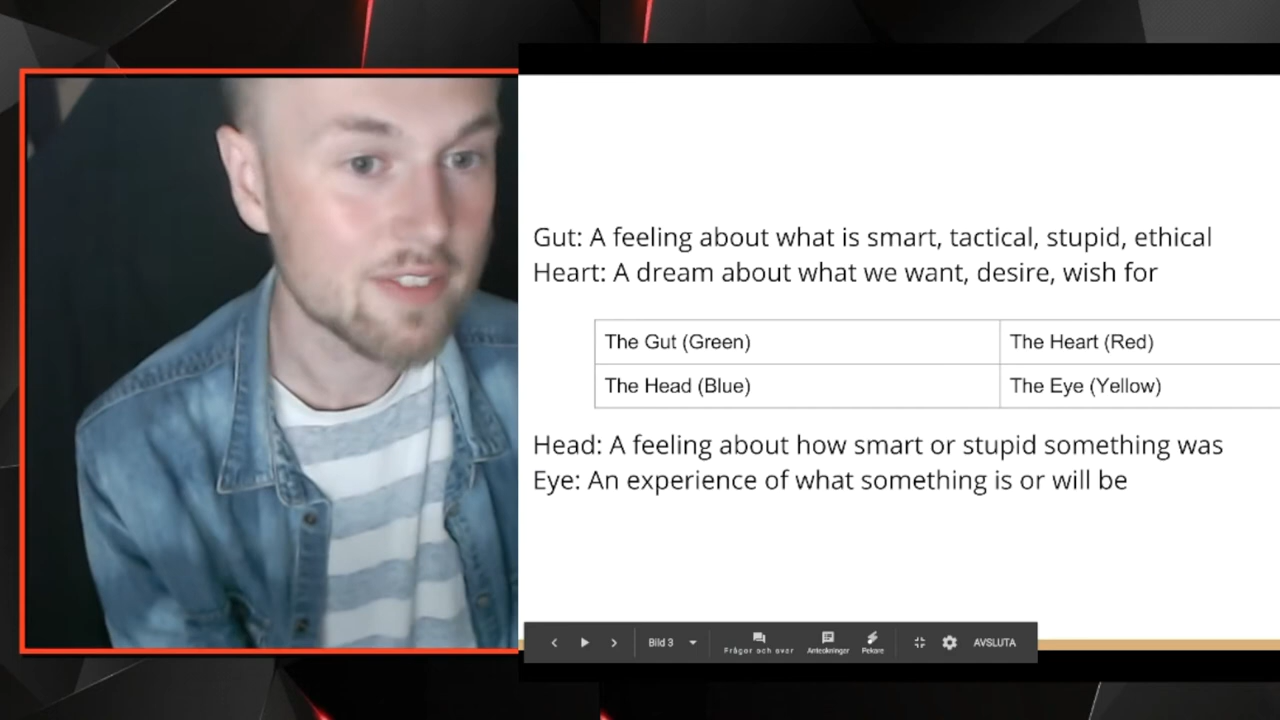 Gut: A feeling about what is smart, tactical, stupid, ethical
Heart: A dream about what we want, desire, wish for
The Gut (Green) The Heart (Red)
The Head (Blue) The Eye (Yellow)
Head: A feeling about how smart or stupid something was
Eye: An experience of what something is or will be
Bild 3 Frågor och svar Anteckningar Pekare AVSLUTA